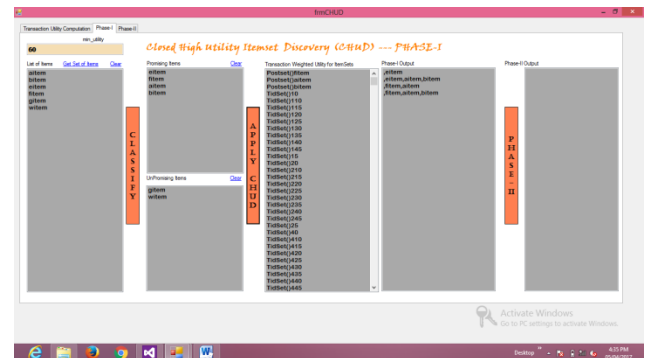 frmCHUD
Transaction Utility Computation Phase-I Phase-II
min_utility
60
Closed High Utility Itemset Discovery (CHUD) --- PHASE-I
List of Items Get Set of Items Clear
aitem
bitem
eitem
fitem
gitem
witem
CLASSIFY
Promising Items Clear
eitem
fitem
aitem
bitem
UnPromising Items Clear
gitem
witem
APPLY CHUD
Transaction Weighted Utility for ItemSets
Postset()fitem
Postset()aitem
Postset()bitem
TidSet()10
TidSet()110
TidSet()115
TidSet()120
TidSet()125
TidSet()130
TidSet()135
TidSet()140
TidSet()145
TidSet()15
TidSet()20
TidSet()210
TidSet()215
TidSet()220
TidSet()225
TidSet()230
TidSet()235
TidSet()240
TidSet()245
TidSet()25
TidSet()40
TidSet()410
TidSet()415
TidSet()420
TidSet()425
TidSet()430
TidSet()435
TidSet()440
TidSet()445
Phase-I Output
,eitem
,eitem,aitem,bitem
,fitem,aitem
,fitem,aitem,bitem
PHASE-II
Phase-II Output
Activate Windows
Go to PC settings to activate Windows.
Desktop
4:35 PM